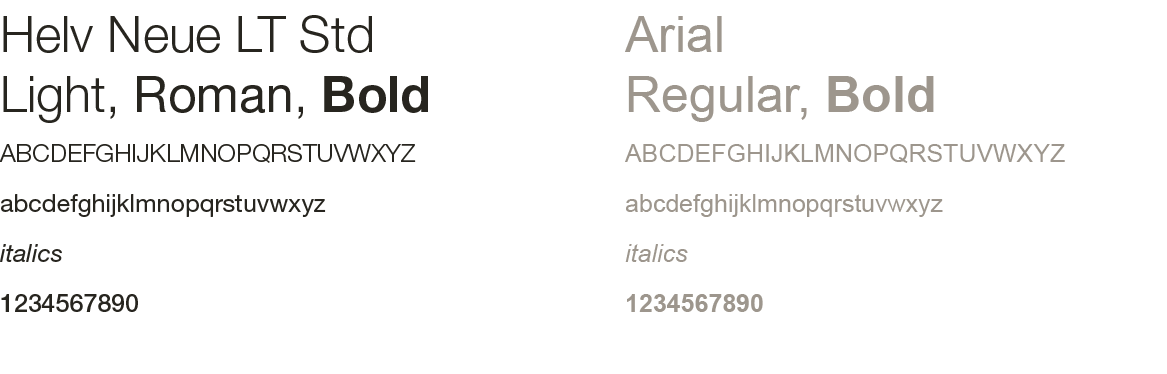 Helv Neue LT Std
Light, Roman, Bold
ABCDEFGHIJKLMNOPQRSTUVWXYZ
abcdefghijklmnopqrstuvwxyz
italics
1234567890
Arial
Regular, Bold
ABCDEFGHIJKLMNOPQRSTUVWXYZ
abcdefghijklmnopqrstuvwxyz
italics
1234567890